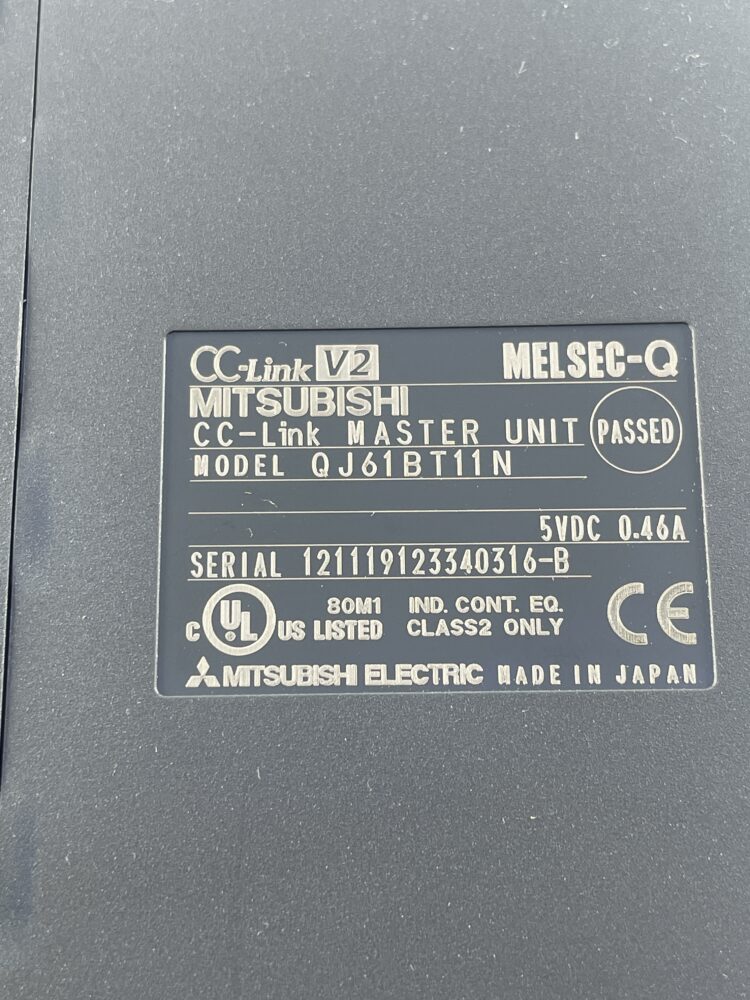 CC-Link V2 MELSEC-Q
MITSUBISHI
CC-Link MASTER UNIT PASSED
MODEL QJ61BT11N
5VDC 0.46A
SERIAL 121119123340316-B
C UL US LISTED 80M1 IND. CONT. EQ. CLASS2 ONLY CE
MITSUBISHI ELECTRIC MADE IN JAPAN